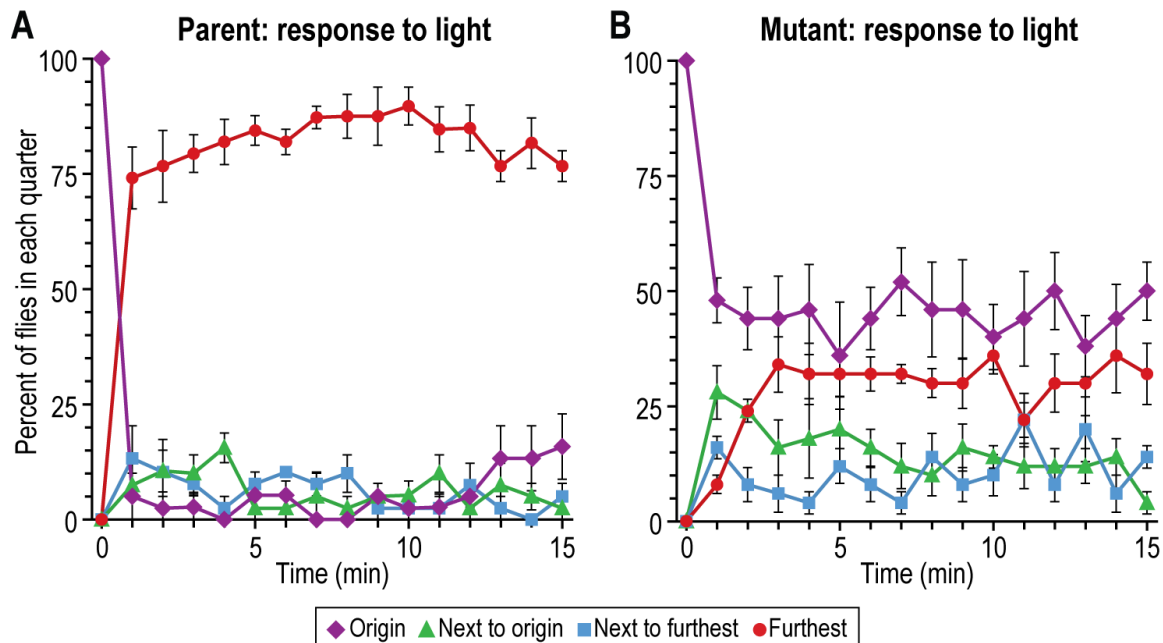 A
Parent: response to light
B
Mutant: response to light
Percent of flies in each quarter
100
75
50
25
0
0
5
10
15
Time (min)
100
75
50
25
0
0
5
10
15
Time (min)
Origin
Next to origin
Next to furthest
Furthest